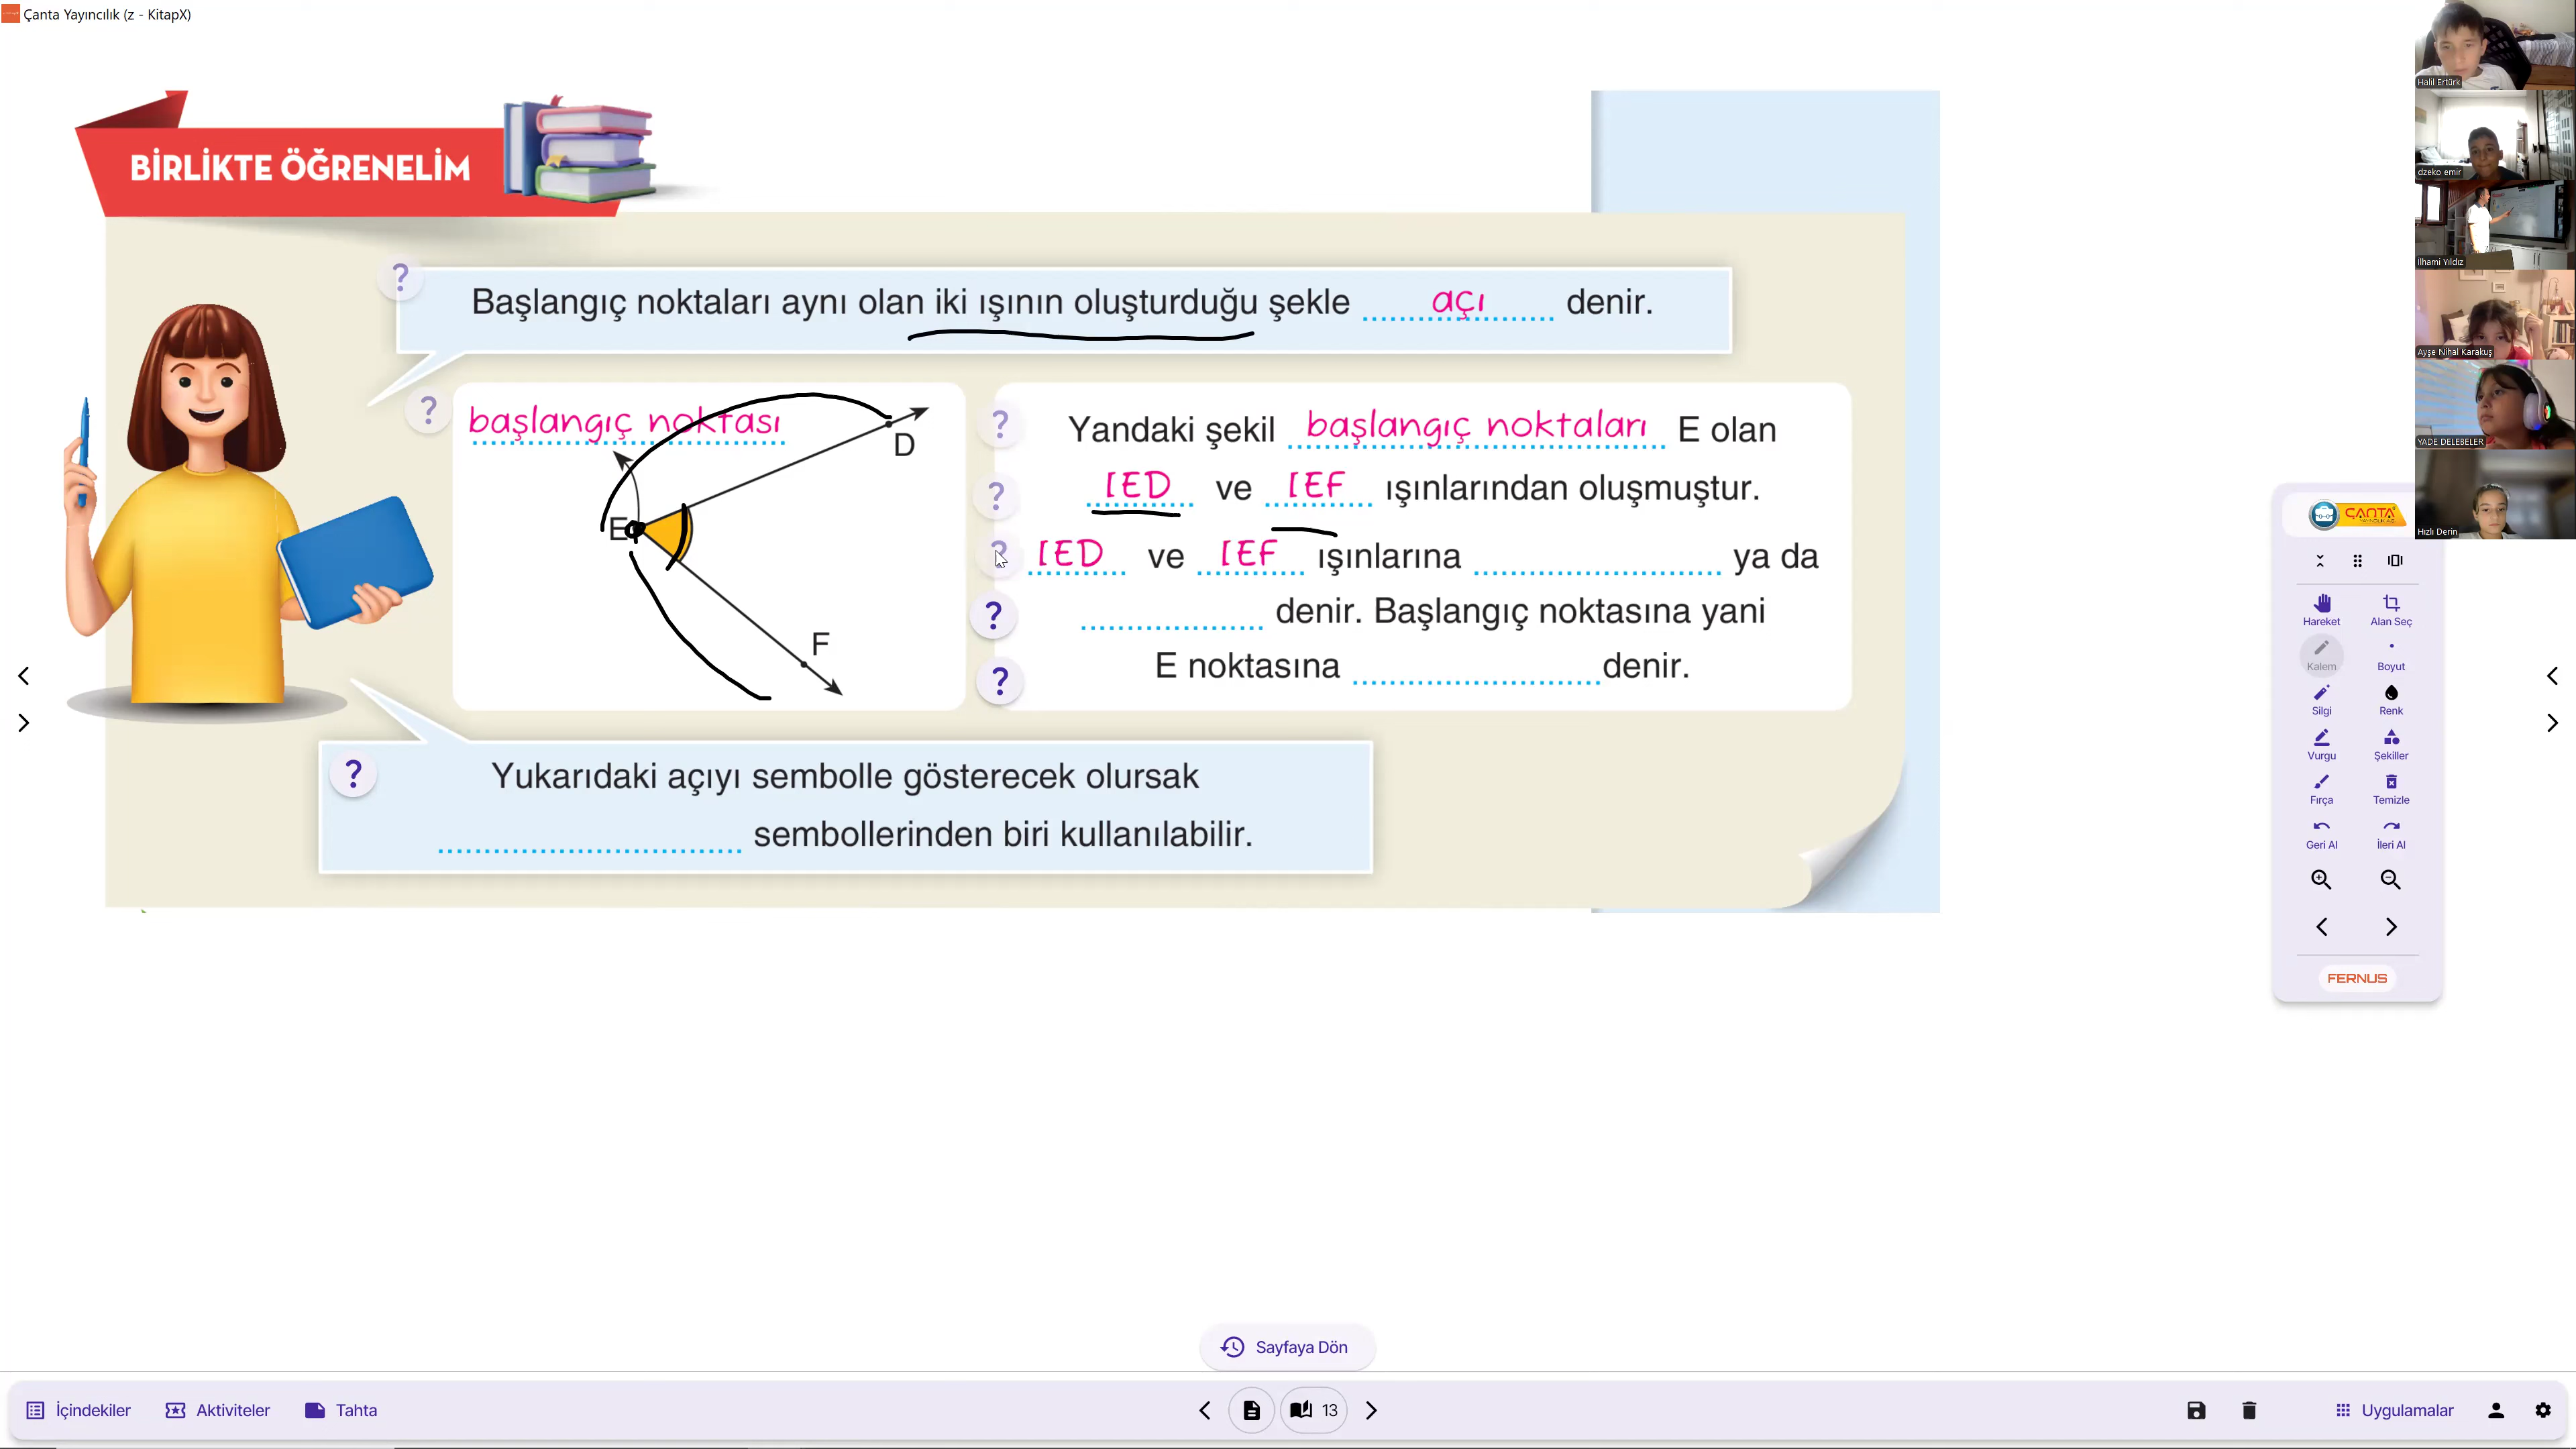 Çanta Yayıncılık (z - KitapX)
BİRLİKTE ÖĞRENELİM
? Başlangıç noktaları aynı olan iki ışının oluşturduğu şekle açı denir.
? başlangıç noktası
D
E
F
? Yandaki şekil başlangıç noktaları E olan
? [ED ve [EF ışınlarından oluşmuştur.
? [ED ve [EF ışınlarına ya da
? denir. Başlangıç noktasına yani
? E noktasına denir.
? Yukarıdaki açıyı sembolle gösterecek olursak
sembollerinden biri kullanılabilir.
Halil Ertürk
dzeko emir
İlhami Yıldız
Ayşe Nihal Karakuş
YADE DELEBELER
Hızlı Derin
ÇANTA
Hareket Alan Seç
Kalem Boyut
Silgi Renk
Vurgu Şekiller
Fırça Temizle
Geri Al İleri Al
FERNUS
Sayfaya Dön
İçindekiler Aktiviteler Tahta 13 Uygulamalar